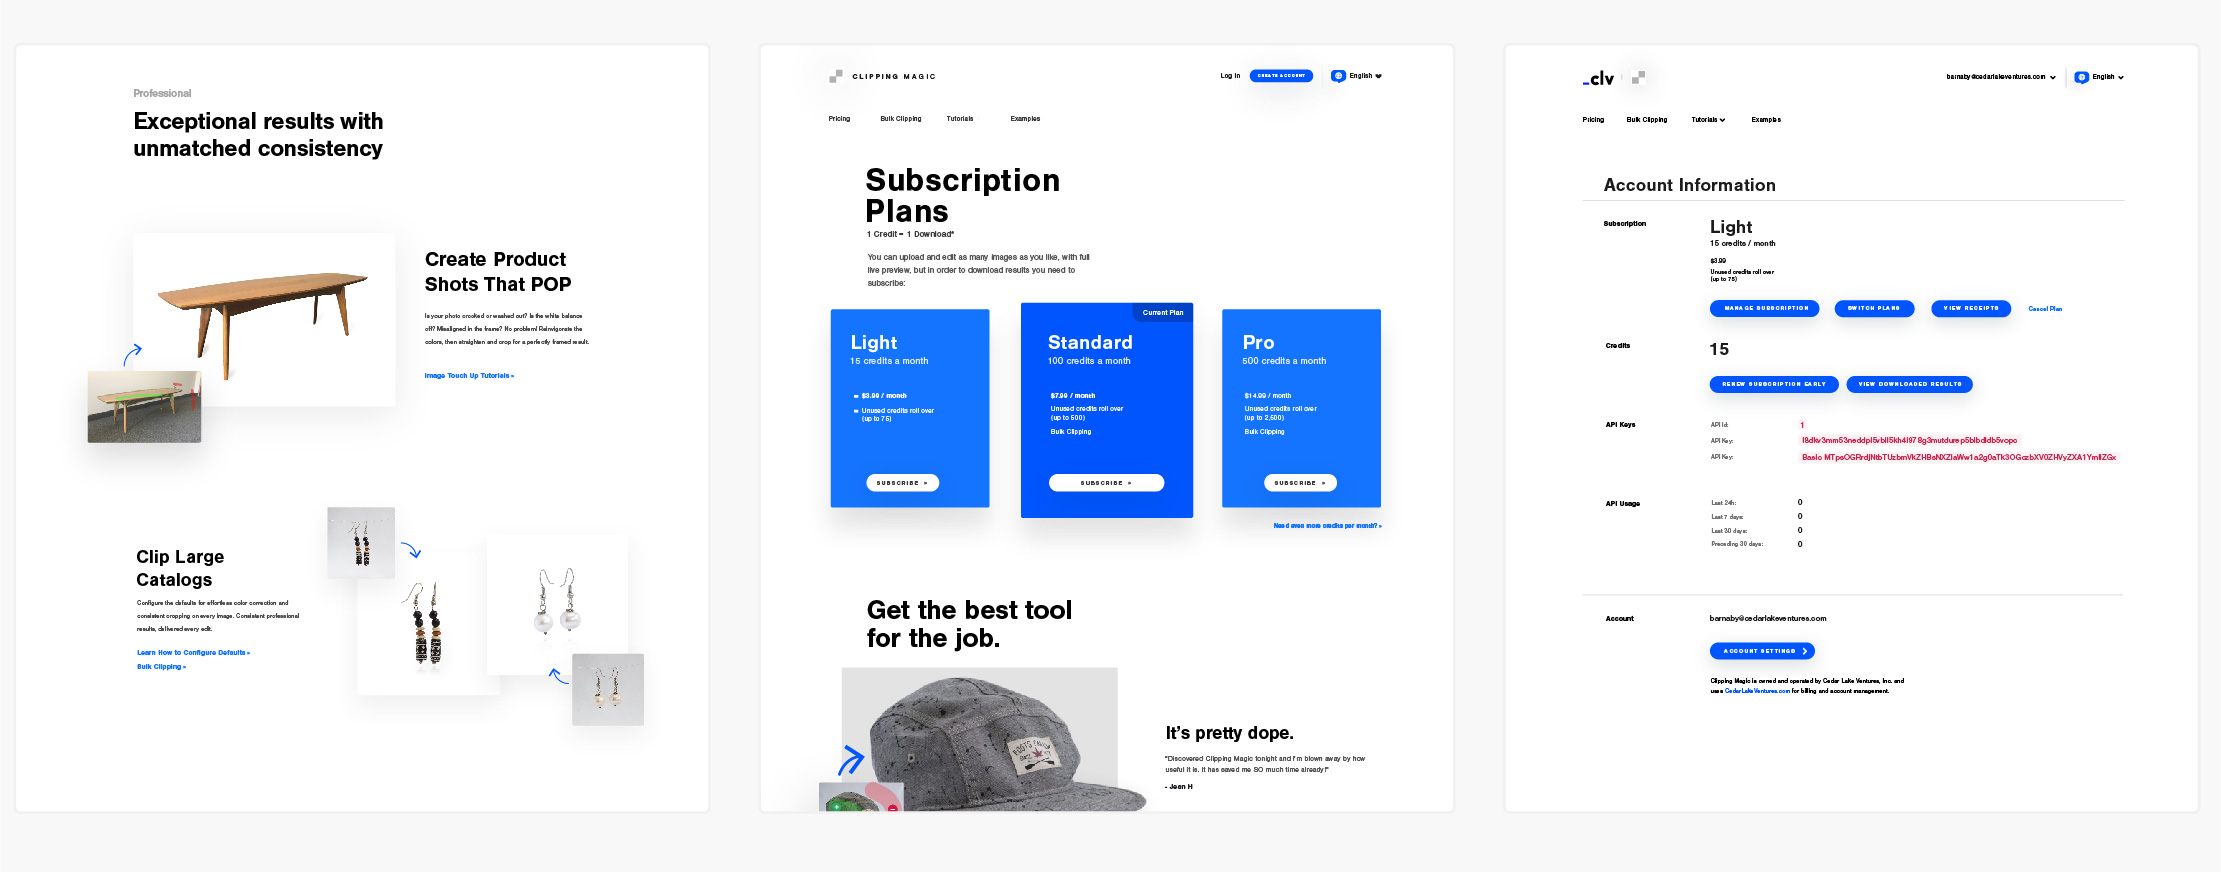 Professional
Exceptional results with
unmatched consistency
Create Product
Shots That POP
Is your photo crooked or washed out? Is the white balance
off? Misaligned in the frame? No problem! Reinvigorate the
colors, then straighten and crop for a perfectly framed result.
Image Touch Up Tutorials »
Clip Large
Catalogs
Configure the defaults for effortless color correction and
consistent cropping on every image. Consistent professional
results, delivered every edit.
Learn How to Configure Defaults »
Bulk Clipping »
CLIPPING MAGIC
Log In
CREATE ACCOUNT
English
Pricing
Bulk Clipping
Tutorials
Examples
Subscription
Plans
1 Credit = 1 Download*
You can upload and edit as many images as you like, with full
live preview, but in order to download results you need to
subscribe:
Light
15 credits a month
$3.99 / month
Unused credits roll over
(up to 75)
SUBSCRIBE »
Current Plan
Standard
100 credits a month
$7.99 / month
Unused credits roll over
(up to 500)
Bulk Clipping
SUBSCRIBE »
Pro
500 credits a month
$14.99 / month
Unused credits roll over
(up to 2,500)
Bulk Clipping
SUBSCRIBE »
Need even more credits per month? »
Get the best tool
for the job.
ROOTS
It's pretty dope.
"Discovered Clipping Magic tonight and I'm blown away by how
useful it is. It has saved me SO much time already!"
- Jean H
_clv
barnaby@cedarlakeventures.com
English
Pricing
Bulk Clipping
Tutorials
Examples
Account Information
Subscription
Light
15 credits / month
$3.99
Unused credits roll over
(up to 75)
MANAGE SUBSCRIPTION
SWITCH PLANS
VIEW RECEIPTS
Cancel Plan
Credits
15
RENEW SUBSCRIPTION EARLY
VIEW DOWNLOADED RESULTS
API Keys
API Id:
1
API Key:
API Key:
Basic
API Usage
Last 24h:
0
Last 7 days:
0
Last 30 days:
0
Preceding 30 days:
0
Account
barnaby@cedarlakeventures.com
ACCOUNT SETTINGS
Clipping Magic is owned and operated by Cedar Lake Ventures, Inc. and
uses CedarLakeVentures.com for billing and account management.